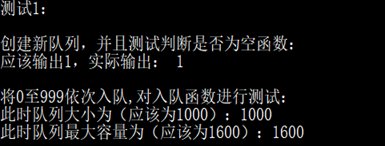 测试1:
创建新队列，并且测试判断是否为空函数:
应该输出1，实际输出: 1
将0至999依次入队,对入队函数进行测试:
此时队列大小为（应该为1000）: 1000
此时队列最大容量为（应该为1600）: 1600